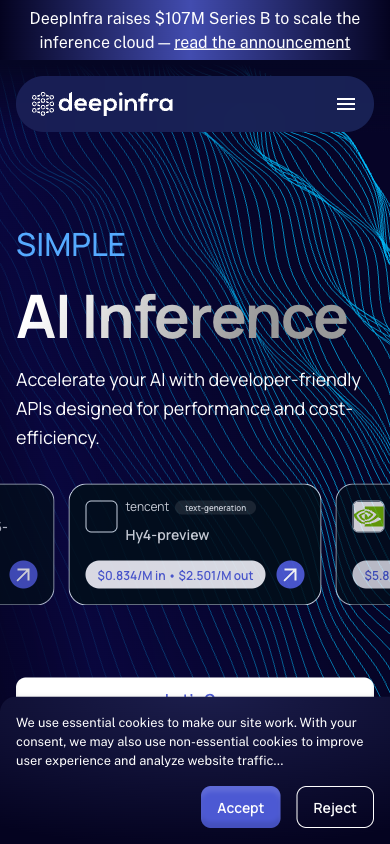 DeepInfra raises $107M Series B to scale the
inference cloud — read the announcement
deepinfra
SIMPLE
AI Inference
Accelerate your AI with developer-friendly
APIs designed for performance and cost-
efficiency.
tencent text-generation
Hy4-preview
$0.834/M in • $2.501/M out
$5.8
We use essential cookies to make our site work. With your
consent, we may also use non-essential cookies to improve
user experience and analyze website traffic...
Accept Reject